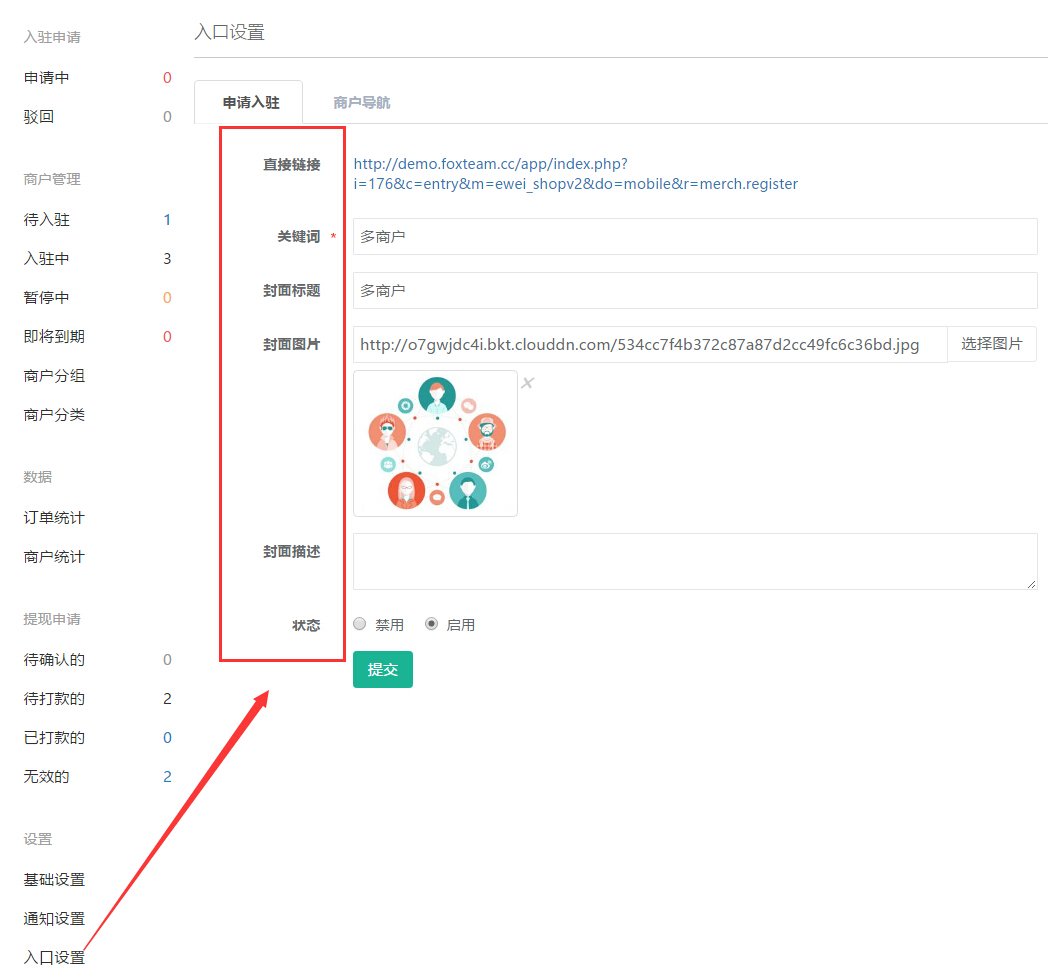 入驻申请
申请中 0
驳回 0
商户管理
待入驻 1
入驻中 3
暂停中 0
即将到期 0
商户分组
商户分类
数据
订单统计
商户统计
提现申请
待确认的 0
待打款的 2
已打款的 0
无效的 2
设置
基础设置
通知设置
入口设置
入口设置
申请入驻 商户导航
直接链接 http://demo.foxteam.cc/app/index.php?
i=176&c=entry&m=ewei_shopv2&do=mobile&r=merch.register
关键词 * 多商户
封面标题 多商户
封面图片 http://o7gwjdc4i.bkt.clouddn.com/534cc7f4b372c87a87d2cc49fc6c36bd.jpg 选择图片
×
封面描述
状态 禁用 启用
提交